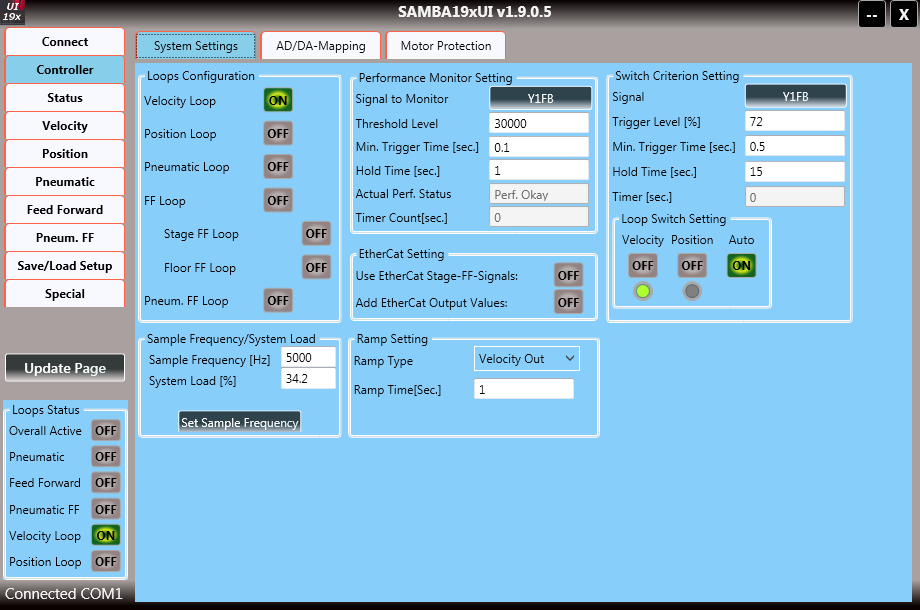 UI
19x
SAMBA19xUI v1.9.0.5
--
X
Connect
Controller
Status
Velocity
Position
Pneumatic
Feed Forward
Pneum. FF
Save/Load Setup
Special
Update Page
Loops Status
Overall Active OFF
Pneumatic OFF
Feed Forward OFF
Pneumatic FF OFF
Velocity Loop ON
Position Loop OFF
Connected COM1
System Settings
AD/DA-Mapping
Motor Protection
Loops Configuration
Velocity Loop ON
Position Loop OFF
Pneumatic Loop OFF
FF Loop OFF
Stage FF Loop OFF
Floor FF Loop OFF
Pneum. FF Loop OFF
Performance Monitor Setting
Signal to Monitor Y1FB
Threshold Level 30000
Min. Trigger Time [sec.] 0.1
Hold Time [sec.] 1
Actual Perf. Status Perf. Okay
Timer Count[sec.] 0
EtherCat Setting
Use EtherCat Stage-FF-Signals: OFF
Add EtherCat Output Values: OFF
Switch Criterion Setting
Signal Y1FB
Trigger Level [%] 72
Min. Trigger Time [sec.] 0.5
Hold Time [sec.] 15
Timer [sec.] 0
Loop Switch Setting
Velocity Position Auto
OFF OFF ON
Sample Frequency/System Load
Sample Frequency [Hz] 5000
System Load [%] 34.2
Set Sample Frequency
Ramp Setting
Ramp Type Velocity Out
Ramp Time[Sec.] 1